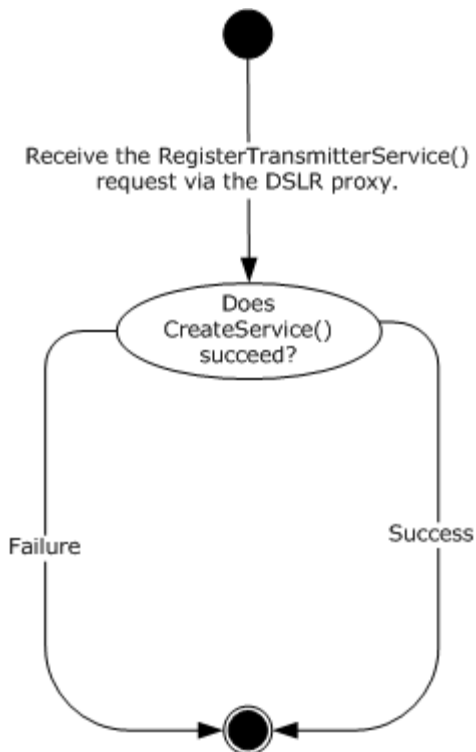 Receive the RegisterTransmitterService()
request via the DSLR proxy.
Does
CreateService()
succeed?
Success
Failure